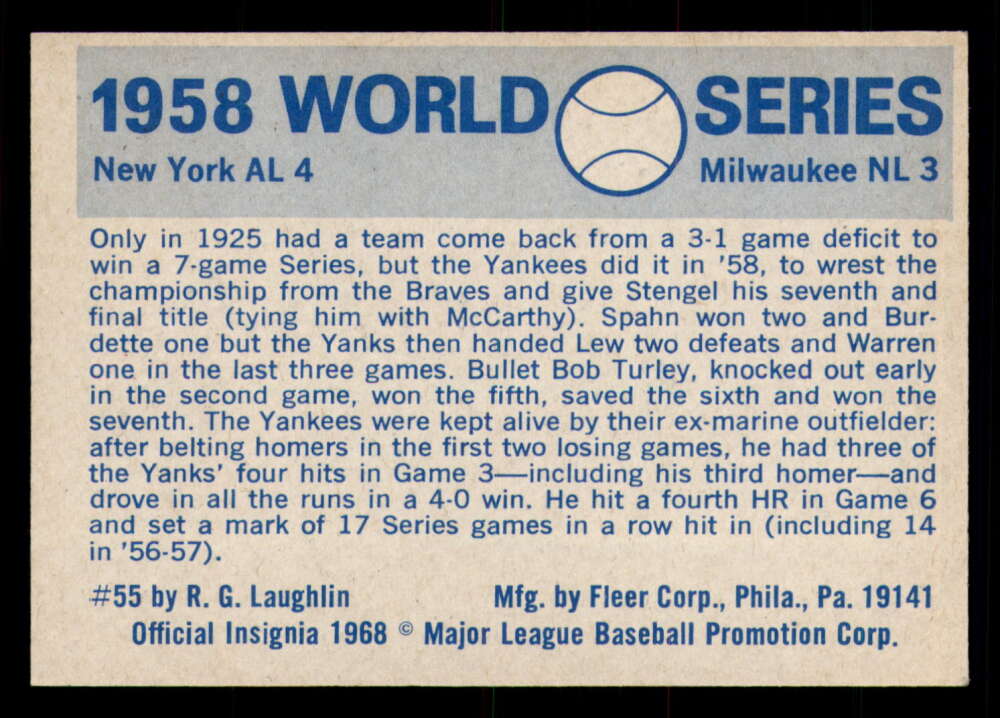 1958 WORLD SERIES
New York AL 4 Milwaukee NL 3
Only in 1925 had a team come back from a 3-1 game deficit to
win a 7-game Series, but the Yankees did it in '58, to wrest the
championship from the Braves and give Stengel his seventh and
final title (tying him with McCarthy). Spahn won two and Bur-
dette one but the Yanks then handed Lew two defeats and Warren
one in the last three games. Bullet Bob Turley, knocked out early
in the second game, won the fifth, saved the sixth and won the
seventh. The Yankees were kept alive by their ex-marine outfielder:
after belting homers in the first two losing games, he had three of
the Yanks' four hits in Game 3—including his third homer—and
drove in all the runs in a 4-0 win. He hit a fourth HR in Game 6
and set a mark of 17 Series games in a row hit in (including 14
in '56-57).
#55 by R. G. Laughlin Mfg. by Fleer Corp., Phila., Pa. 19141
Official Insignia 1968 © Major League Baseball Promotion Corp.